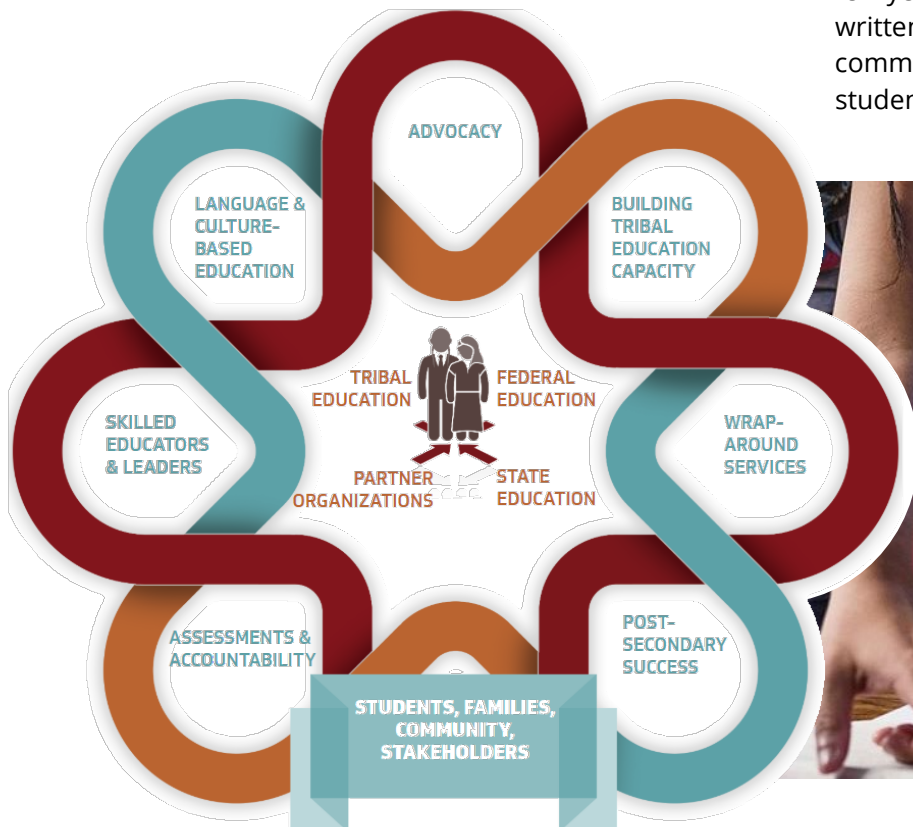 written
ADVOCACY
LANGUAGE &
CULTURE-
BASED
EDUCATION
BUILDING
TRIBAL
EDUCATION
CAPACITY
TRIBAL
EDUCATION
FEDERAL
EDUCATION
SKILLED
EDUCATORS
& LEADERS
WRAP-
AROUND
SERVICES
PARTNER
ORGANIZATIONS
STATE
EDUCATION
ASSESSMENTS &
ACCOUNTABILITY
POST-
SECONDARY
SUCCESS
STUDENTS, FAMILIES,
COMMUNITY,
STAKEHOLDERS